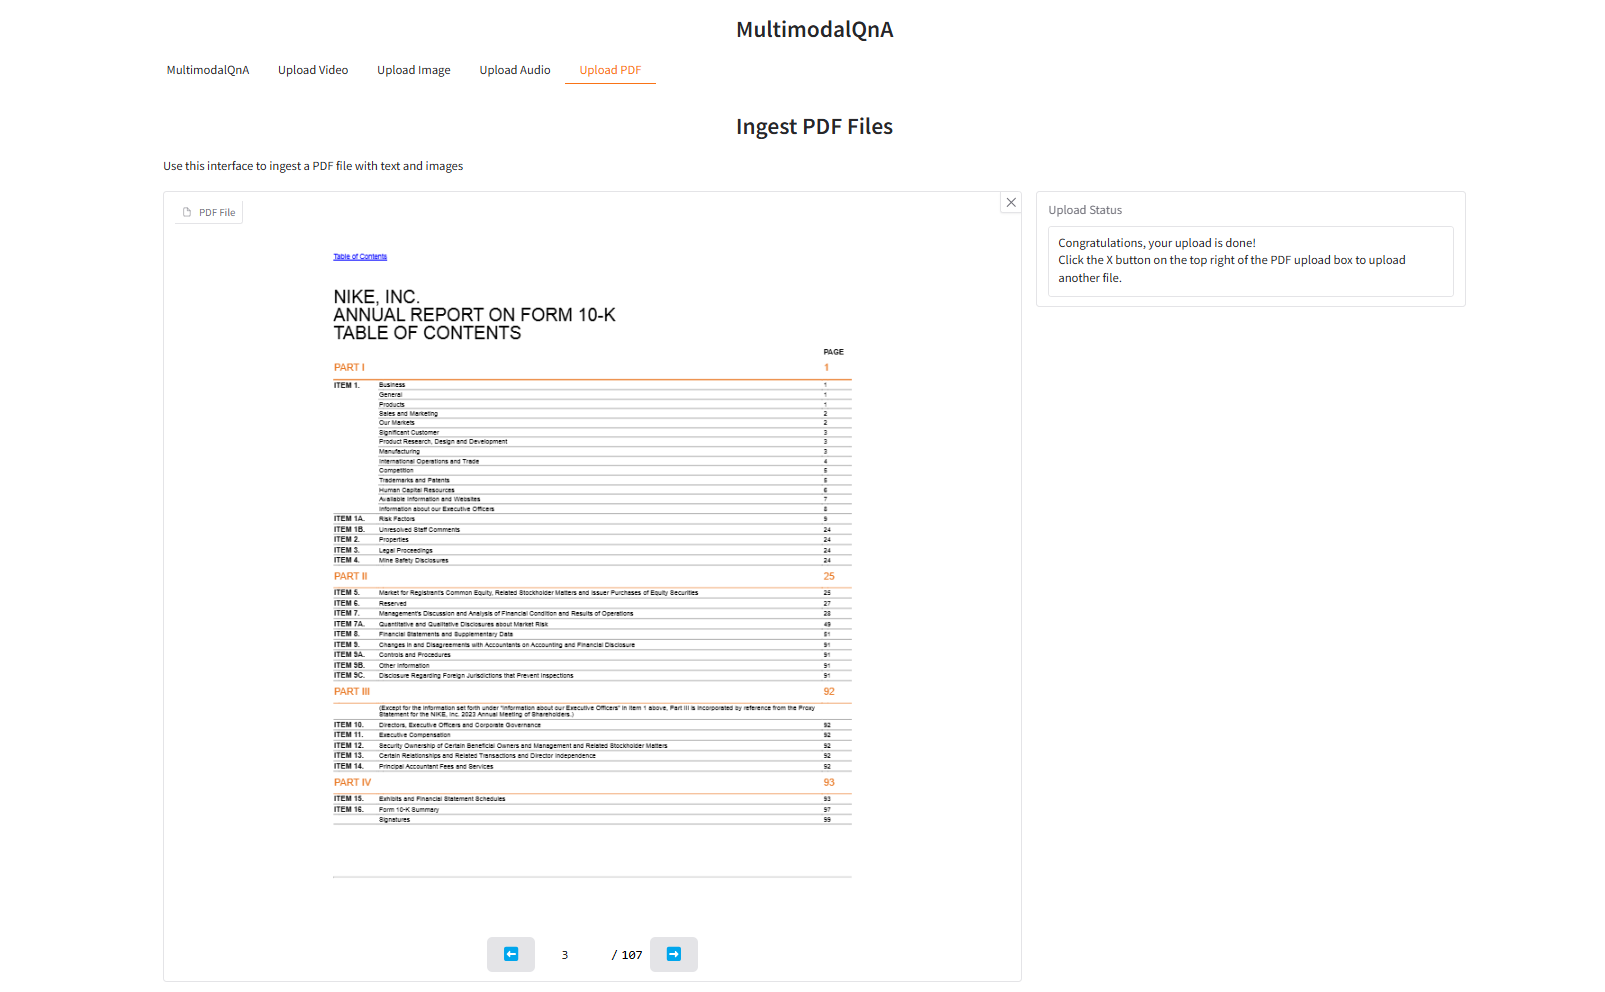 MultimodalQnA
MultimodalQnA Upload Video Upload Image Upload Audio Upload PDF
Ingest PDF Files
Use this interface to ingest a PDF file with text and images
PDF File
Table of Contents
NIKE, INC.
ANNUAL REPORT ON FORM 10-K
TABLE OF CONTENTS
PAGE
PART I 1
ITEM 1. Business 1
General 1
Products 1
Sales and Marketing 2
Our Markets 2
Significant Customer 3
Product Research, Design and Development 3
Manufacturing 3
International Operations and Trade 4
Competition 5
Trademarks and Patents 5
Human Capital Resources 6
Available Information and Websites 7
Information about our Executive Officers 8
ITEM 1A. Risk Factors 9
ITEM 1B. Unresolved Staff Comments 24
ITEM 2. Properties 24
ITEM 3. Legal Proceedings 24
ITEM 4. Mine Safety Disclosures 24
PART II 25
ITEM 5. Market for Registrant's Common Equity, Related Stockholder Matters and Issuer Purchases of Equity Securities 25
ITEM 6. Reserved 27
ITEM 7. Management's Discussion and Analysis of Financial Condition and Results of Operations 28
ITEM 7A. Quantitative and Qualitative Disclosures about Market Risk 49
ITEM 8. Financial Statements and Supplementary Data 51
ITEM 9. Changes in and Disagreements with Accountants on Accounting and Financial Disclosure 91
ITEM 9A. Controls and Procedures 91
ITEM 9B. Other Information 91
ITEM 9C. Disclosure Regarding Foreign Jurisdictions that Prevent Inspections 91
PART III 92
(Except for the information set forth under "Information about our Executive Officers" in Item 1 above, Part III is incorporated by reference from the Proxy
Statement for the NIKE, Inc. 2023 Annual Meeting of Shareholders.)
ITEM 10. Directors, Executive Officers and Corporate Governance 92
ITEM 11. Executive Compensation 92
ITEM 12. Security Ownership of Certain Beneficial Owners and Management and Related Stockholder Matters 92
ITEM 13. Certain Relationships and Related Transactions and Director Independence 92
ITEM 14. Principal Accountant Fees and Services 92
PART IV 93
ITEM 15. Exhibits and Financial Statement Schedules 93
ITEM 16. Form 10-K Summary 97
Signatures 99
3 / 107
Upload Status
Congratulations, your upload is done!
Click the X button on the top right of the PDF upload box to upload
another file.